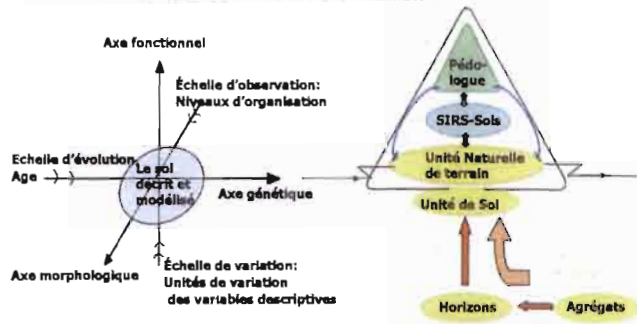 Axe fonctionnel
Échelle d'observation:
Niveaux d'organisation
Echelle d'évolution
Age
Le sol
décrit et
modélisé
Axe génétique
Axe morphologique
Échelle de variation:
Unités de variation
des variables descriptives
Pédo-
logue
SIRS-Sols
Unité Naturelle
de terrain
Unité de Sol
Horizons
Agrégats